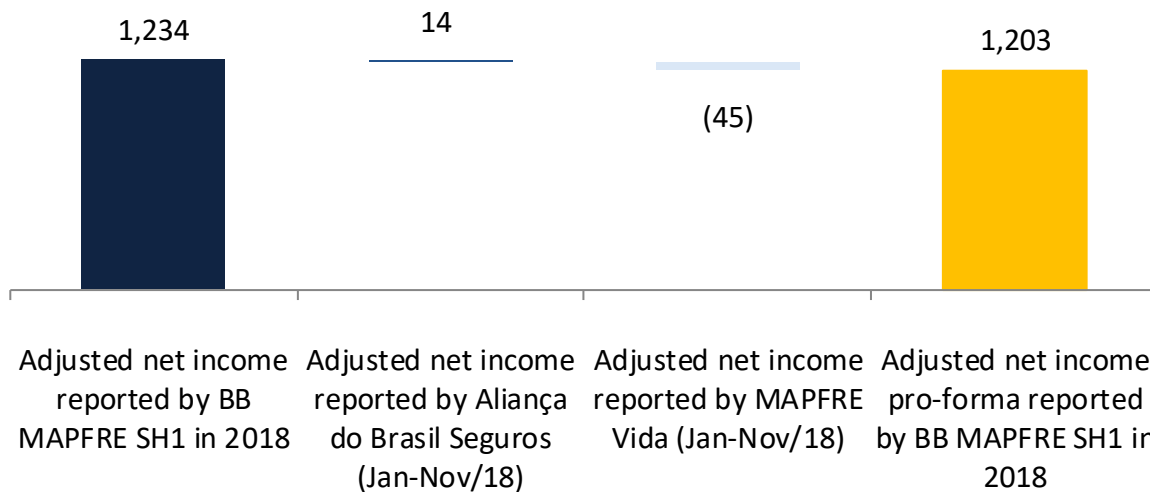 1,234
14
(45)
1,203
Adjusted net income
reported by BB
MAPFRE SH1 in 2018
Adjusted net income
reported by Aliança
do Brasil Seguros
(Jan-Nov/18)
Adjusted net income
reported by MAPFRE
Vida (Jan-Nov/18)
Adjusted net income
pro-forma reported
by BB MAPFRE SH1 in
2018